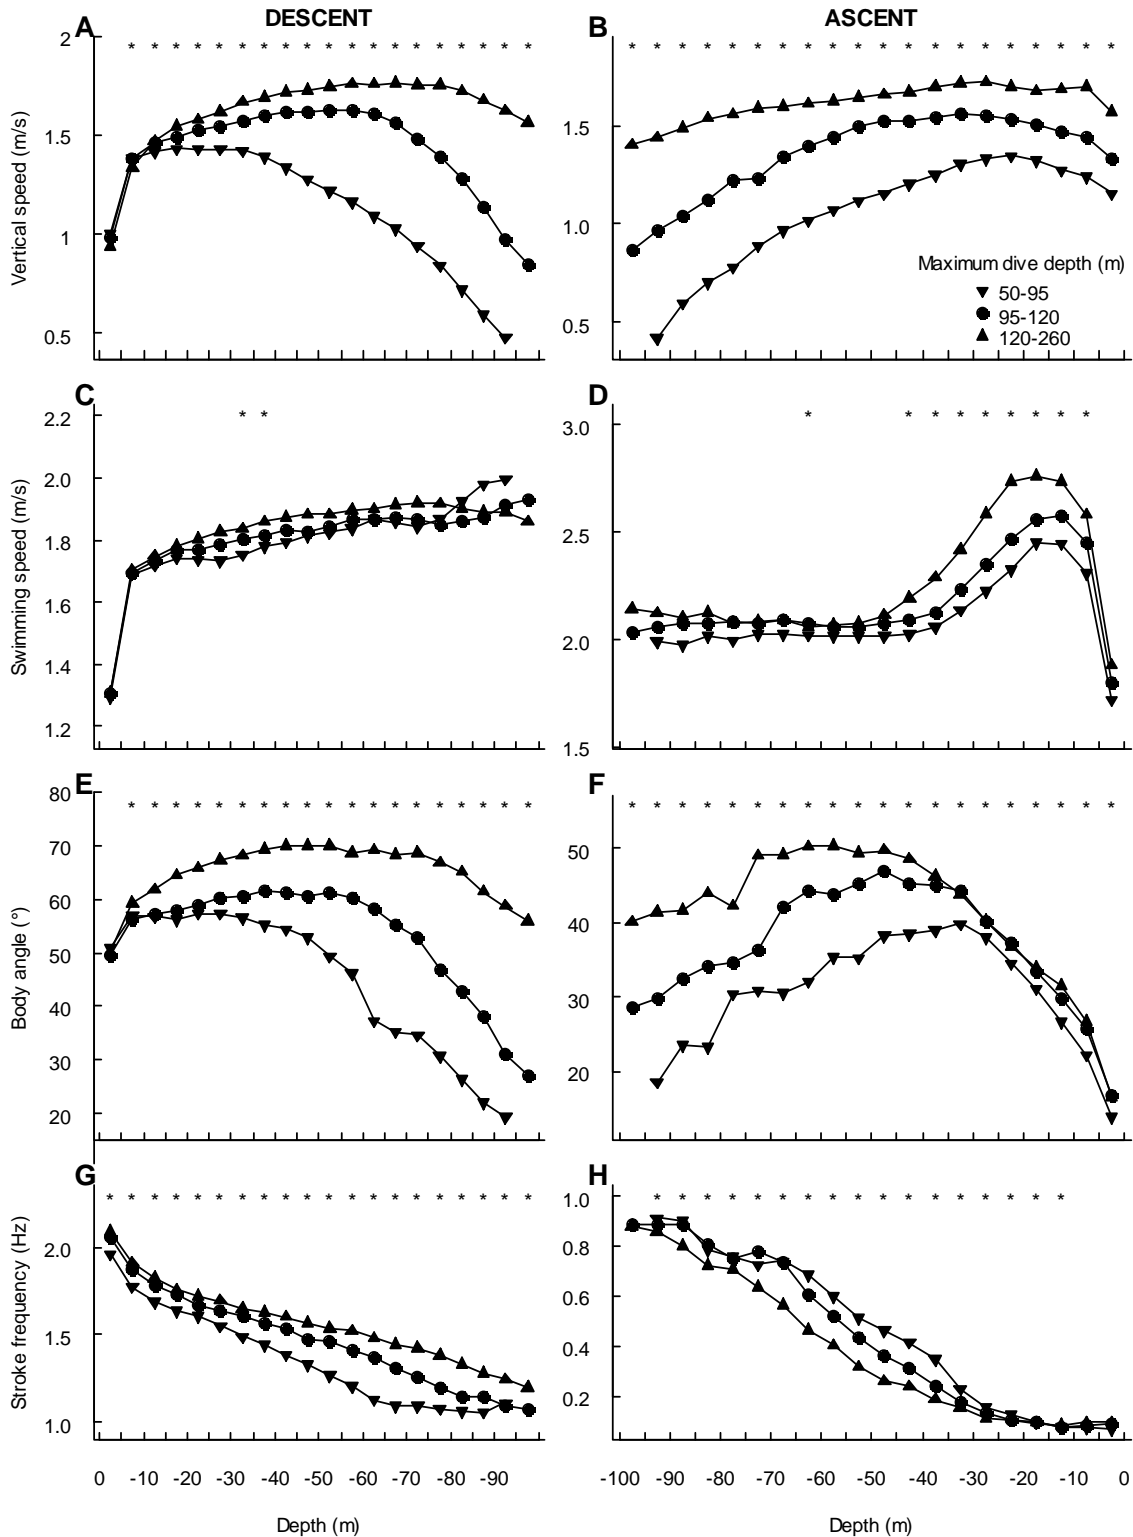 DESCENT
ASCENT
A
2
1.5
1
0.5
Vertical speed (m/s)
* * * * * * * * * * * * * * * * * * *
B
1.5
1.0
0.5
* * * * * * * * * * * * * * * * * * * *
Maximum dive depth (m)
50-95
95-120
120-260
C
2.2
2.0
1.8
1.6
1.4
1.2
Swimming speed (m/s)
* *
D
3.0
2.5
2.0
1.5
* * * * * * * * *
E
80
70
60
50
40
30
20
Body angle (°)
* * * * * * * * * * * * * * * * * * *
F
50
40
30
20
* * * * * * * * * * * * * * * * * * * *
G
2.0
1.5
1.0
Stroke frequency (Hz)
* * * * * * * * * * * * * * * * * * * *
0 -10 -20 -30 -40 -50 -60 -70 -80 -90
Depth (m)
H
1.0
0.8
0.6
0.4
0.2
* * * * * * * * * * * * * * * * *
-100 -90 -80 -70 -60 -50 -40 -30 -20 -10 0
Depth (m)